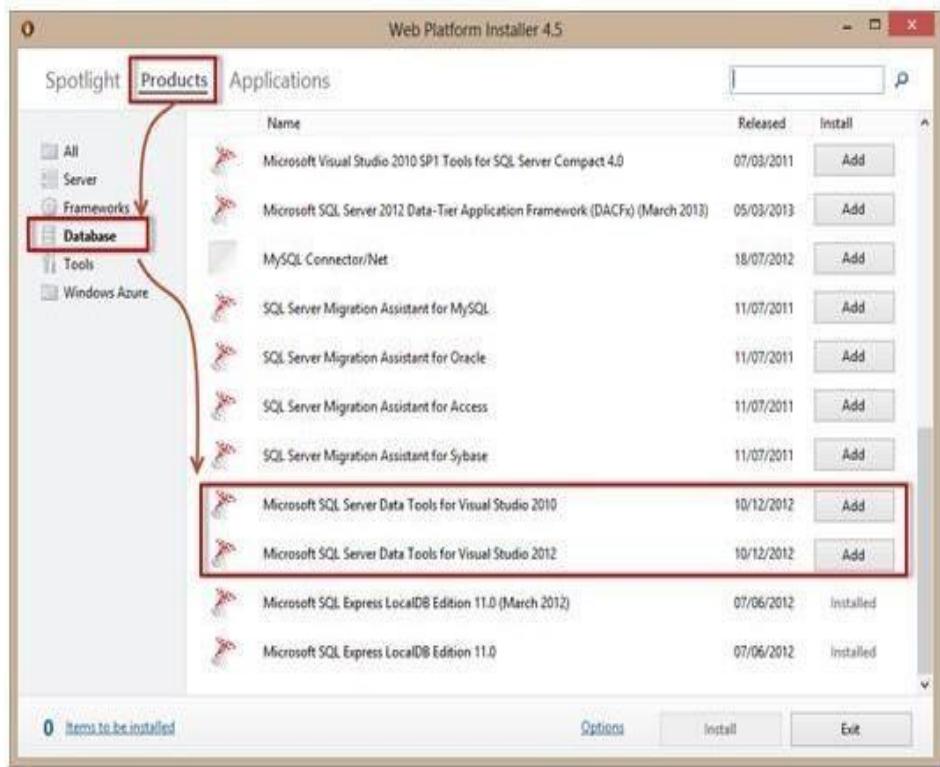 Web Platform Installer 4.5
Spotlight Products Applications
Name Released Install
All
Server
Frameworks
Database
Tools
Windows Azure
Microsoft Visual Studio 2010 SP1 Tools for SQL Server Compact 4.0 07/03/2011 Add
Microsoft SQL Server 2012 Data-Tier Application Framework (DACFx) (March 2013) 05/03/2013 Add
MySQL Connector/Net 18/07/2012 Add
SQL Server Migration Assistant for MySQL 11/07/2011 Add
SQL Server Migration Assistant for Oracle 11/07/2011 Add
SQL Server Migration Assistant for Access 11/07/2011 Add
SQL Server Migration Assistant for Sybase 11/07/2011 Add
Microsoft SQL Server Data Tools for Visual Studio 2010 10/12/2012 Add
Microsoft SQL Server Data Tools for Visual Studio 2012 10/12/2012 Add
Microsoft SQL Express LocalDB Edition 11.0 (March 2012) 07/06/2012 Installed
Microsoft SQL Express LocalDB Edition 11.0 07/06/2012 Installed
0 Items to be installed Options Install Exit